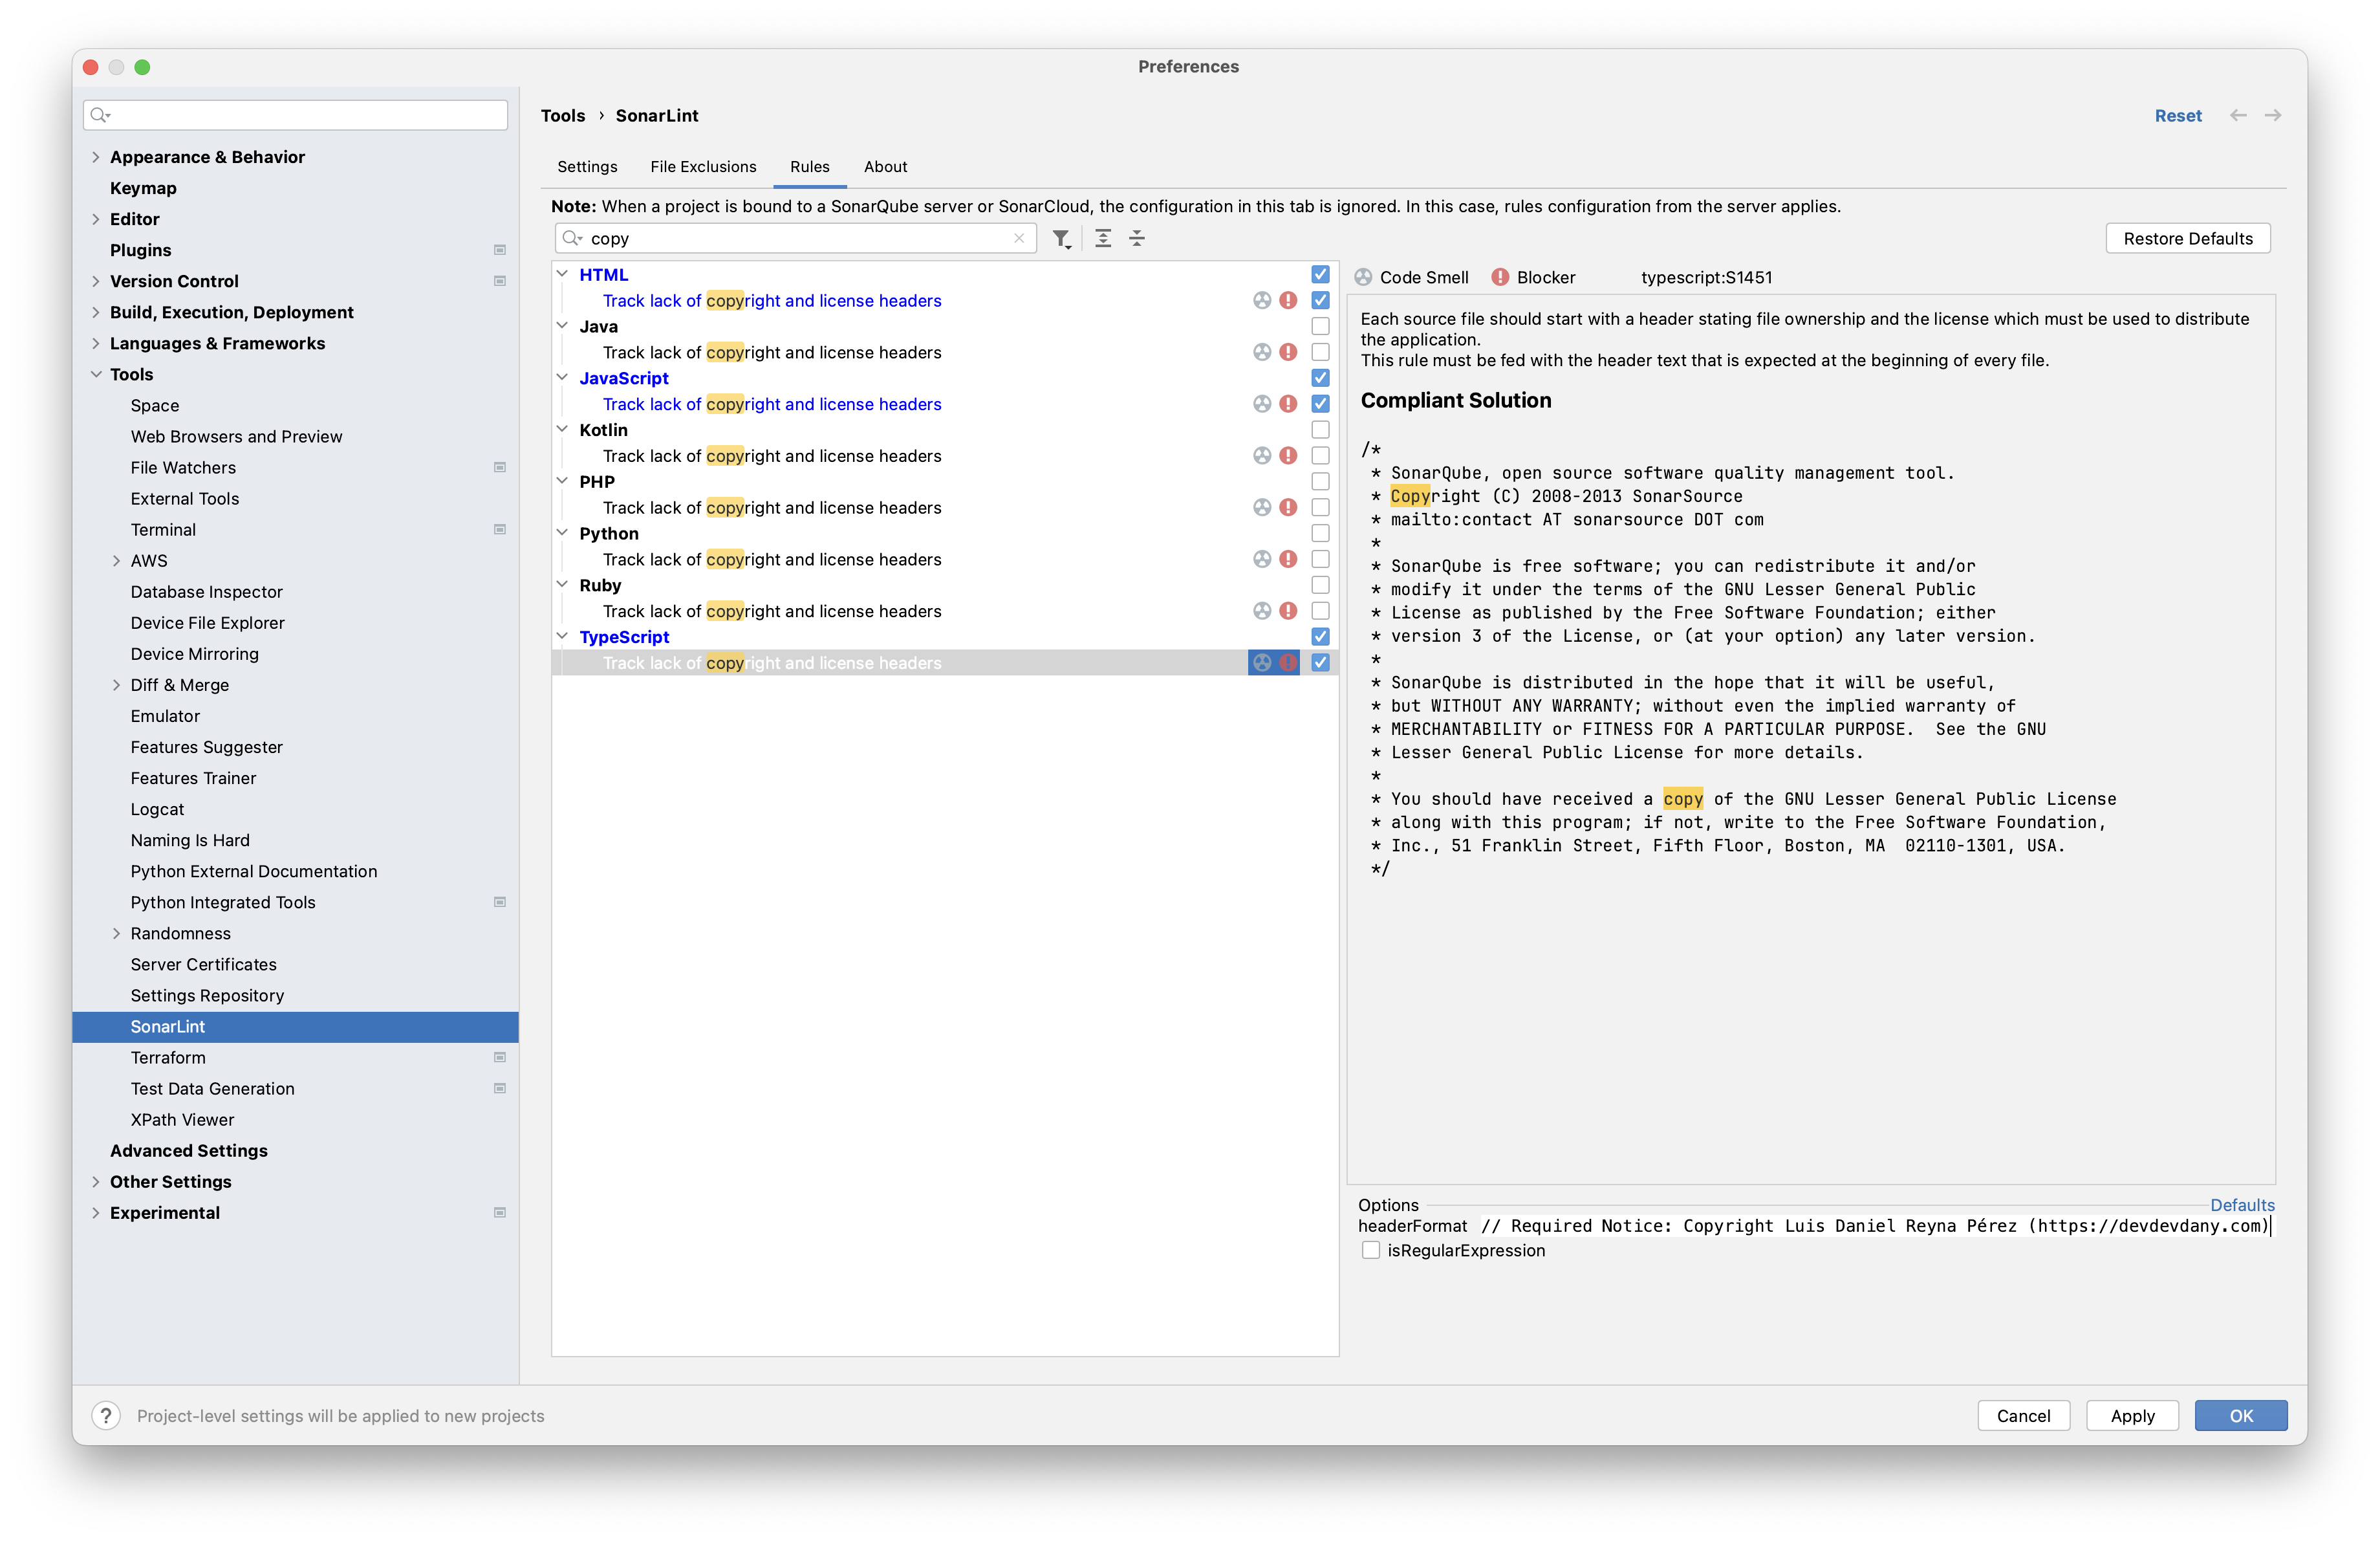 Preferences
Appearance & Behavior
Keymap
Editor
Plugins
Version Control
Build, Execution, Deployment
Languages & Frameworks
Tools
Space
Web Browsers and Preview
File Watchers
External Tools
Terminal
AWS
Database Inspector
Device File Explorer
Device Mirroring
Diff & Merge
Emulator
Features Suggester
Features Trainer
Logcat
Naming Is Hard
Python External Documentation
Python Integrated Tools
Randomness
Server Certificates
Settings Repository
SonarLint
Terraform
Test Data Generation
XPath Viewer
Advanced Settings
Other Settings
Experimental
Tools › SonarLint
Reset
Settings File Exclusions Rules About
Note: When a project is bound to a SonarQube server or SonarCloud, the configuration in this tab is ignored. In this case, rules configuration from the server applies.
copy
Restore Defaults
HTML
Track lack of copyright and license headers
Java
Track lack of copyright and license headers
JavaScript
Track lack of copyright and license headers
Kotlin
Track lack of copyright and license headers
PHP
Track lack of copyright and license headers
Python
Track lack of copyright and license headers
Ruby
Track lack of copyright and license headers
TypeScript
Track lack of copyright and license headers
Code Smell Blocker typescript:S1451
Each source file should start with a header stating file ownership and the license which must be used to distribute
the application.
This rule must be fed with the header text that is expected at the beginning of every file.
Compliant Solution
/*
* SonarQube, open source software quality management tool.
* Copyright (C) 2008-2013 SonarSource
* mailto:contact AT sonarsource DOT com
*
* SonarQube is free software; you can redistribute it and/or
* modify it under the terms of the GNU Lesser General Public
* License as published by the Free Software Foundation; either
* version 3 of the License, or (at your option) any later version.
*
* SonarQube is distributed in the hope that it will be useful,
* but WITHOUT ANY WARRANTY; without even the implied warranty of
* MERCHANTABILITY or FITNESS FOR A PARTICULAR PURPOSE.  See the GNU
* Lesser General Public License for more details.
*
* You should have received a copy of the GNU Lesser General Public License
* along with this program; if not, write to the Free Software Foundation,
* Inc., 51 Franklin Street, Fifth Floor, Boston, MA  02110-1301, USA.
*/
Options Defaults
headerFormat // Required Notice: Copyright Luis Daniel Reyna Pérez (https://devdevdany.com)
isRegularExpression
? Project-level settings will be applied to new projects
Cancel Apply OK